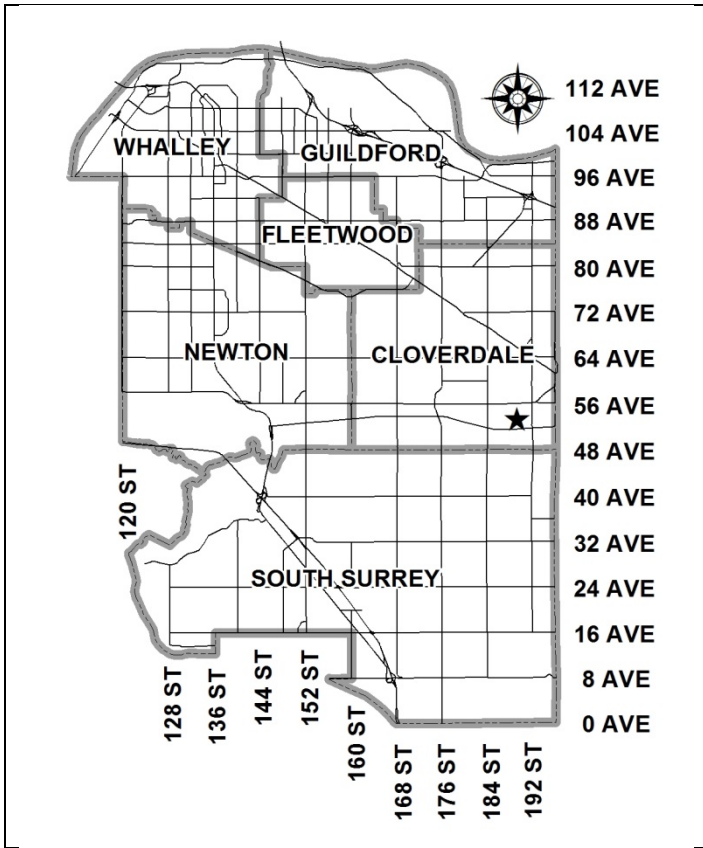 112 AVE
104 AVE
WHALLEY
GUILDFORD
96 AVE
88 AVE
FLEETWOOD
80 AVE
72 AVE
NEWTON
CLOVERDALE
64 AVE
56 AVE
48 AVE
120 ST
40 AVE
32 AVE
SOUTH SURREY
24 AVE
16 AVE
8 AVE
0 AVE
128 ST
136 ST
144 ST
152 ST
160 ST
168 ST
176 ST
184 ST
192 ST